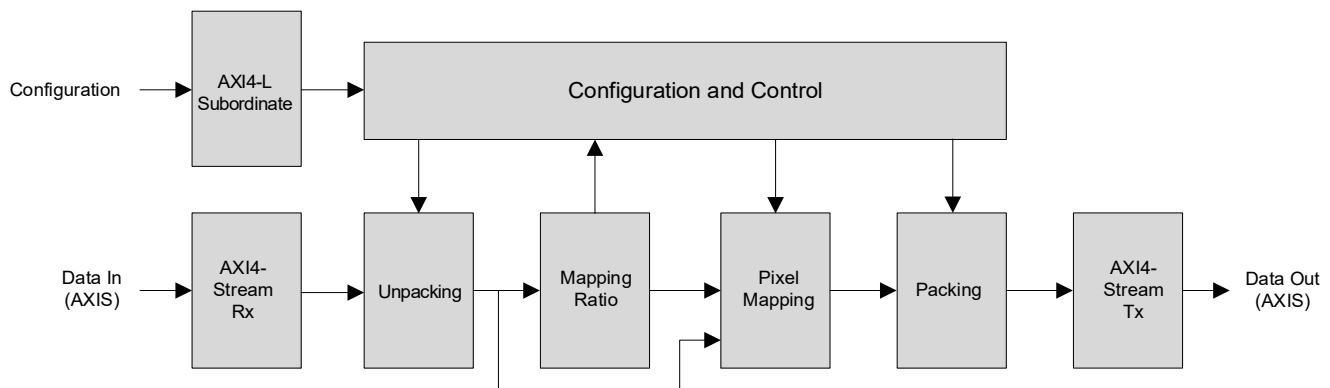 Configuration
AXI4-L
Subordinate
Configuration and Control
Data In
(AXIS)
AXI4-
Stream
Rx
Unpacking
Mapping
Ratio
Pixel
Mapping
Packing
AXI4-
Stream
Tx
Data Out
(AXIS)